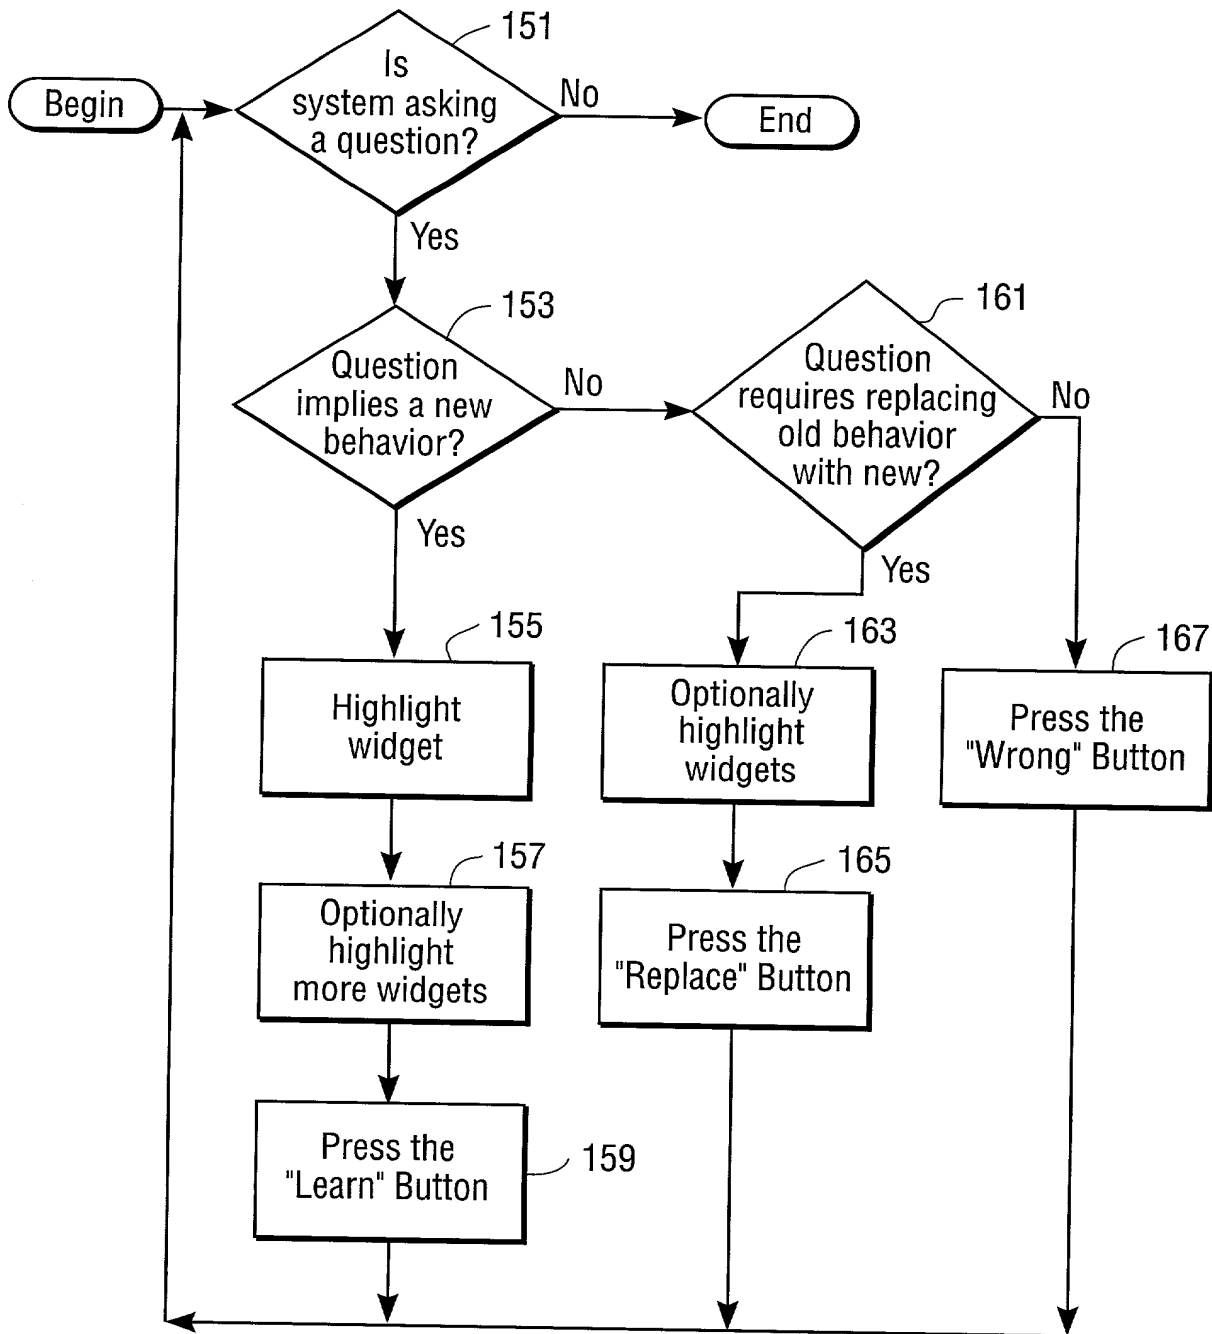 151
Is
system asking
a question?
Begin
No
End
Yes
153
Question
implies a new
behavior?
No
161
Question
requires replacing
old behavior
with new?
No
Yes
Yes
155
Highlight
widget
163
Optionally
highlight
widgets
167
Press the
"Wrong" Button
157
Optionally
highlight
more widgets
165
Press the
"Replace" Button
Press the
"Learn" Button
159